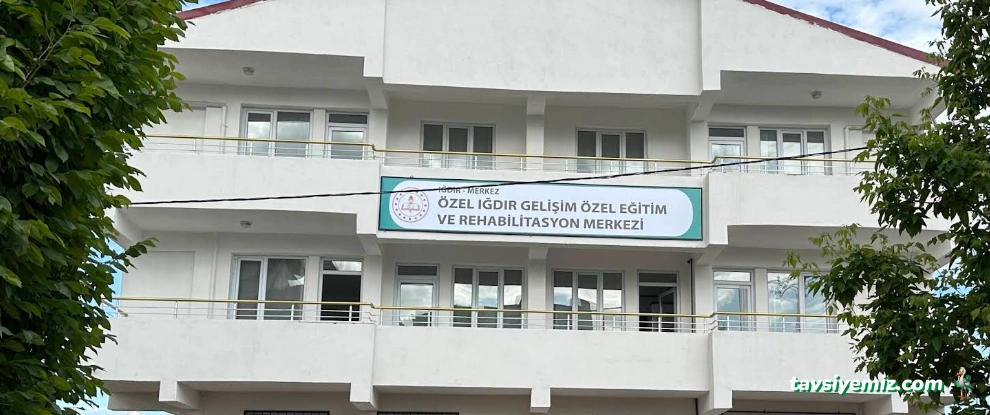 IĞDIR - MERKEZ
ÖZEL IĞDIR GELİŞİM ÖZEL EĞİTİM
VE REHABİLİTASYON MERKEZİ
tavsiyemiz.com